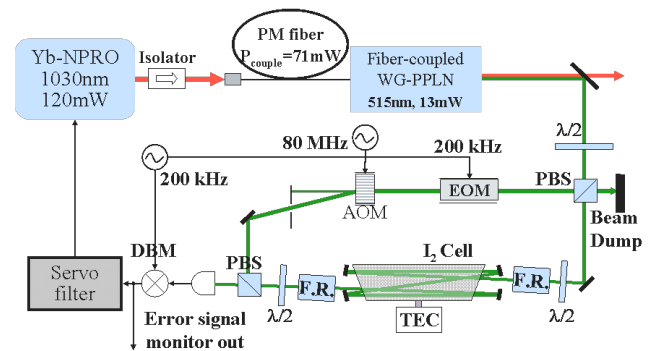 Yb-NPRO
1030nm
120mW
Isolator
PM fiber
P couple =71mW
Fiber-coupled
WG-PPLN
515nm, 13mW
λ/2
80 MHz
200 kHz
200 kHz
PBS
EOM
AOM
Beam
Dump
DBM
PBS
I2 Cell
Servo
filter
F.R.
F.R.
λ/2
λ/2
TEC
Error signal
monitor out